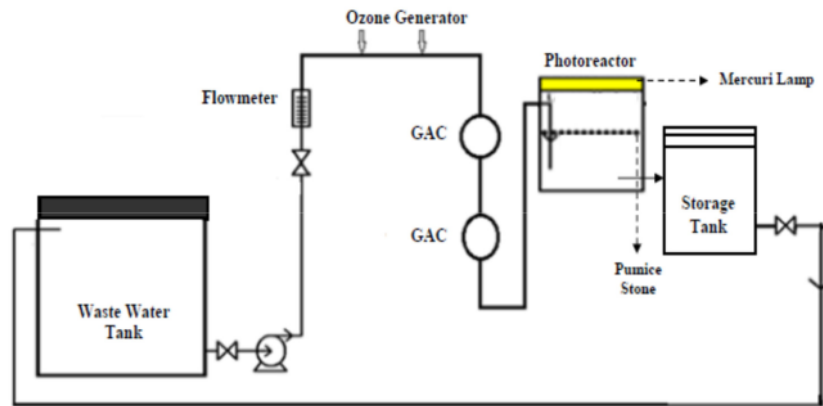 Ozone Generator
Photoreactor
Mercuri Lamp
Flowmeter
GAC
GAC
Storage
Tank
Pumice
Stone
Waste Water
Tank